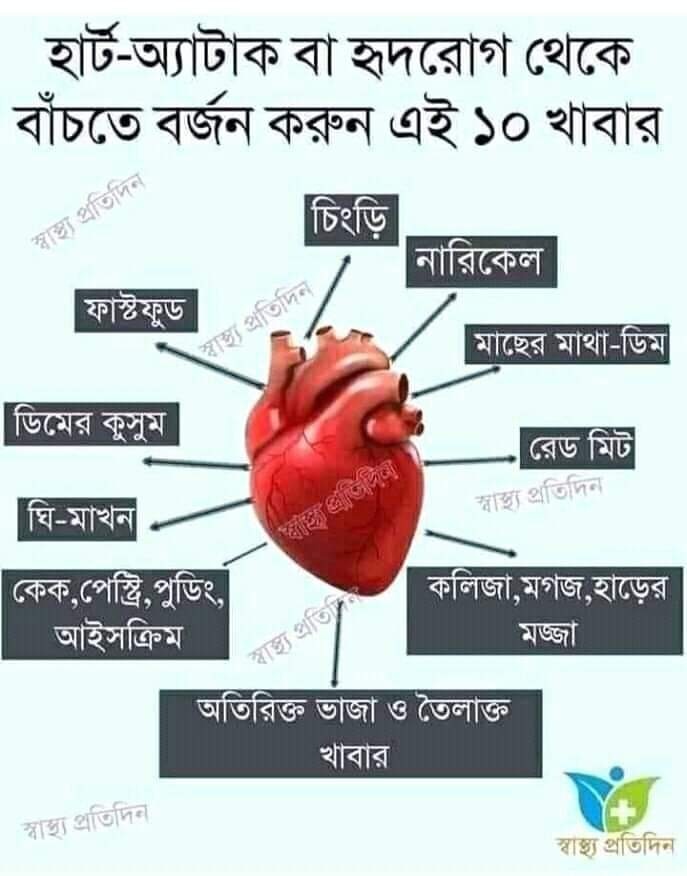 হার্ট-অ্যাটাক বা হৃদরোগ থেকে
বাঁচতে বর্জন করুন এই ১০ খাবার
স্বাস্থ্য প্রতিদিন
চিংড়ি
নারিকেল
ফাস্টফুড
স্বাস্থ্য প্রতিদিন
মাছের মাথা-ডিম
ডিমের কুসুম
রেড মিট
স্বাস্থ্য প্রতিদিন
স্বাস্থ্য প্রতিদিন
ঘি-মাখন
কেক,পেস্ট্রি,পুডিং,
আইসক্রিম
কলিজা,মগজ,হাড়ের
মজ্জা
স্বাস্থ্য প্রতিদিন
অতিরিক্ত ভাজা ও তৈলাক্ত
খাবার
স্বাস্থ্য প্রতিদিন
স্বাস্থ্য প্রতিদিন